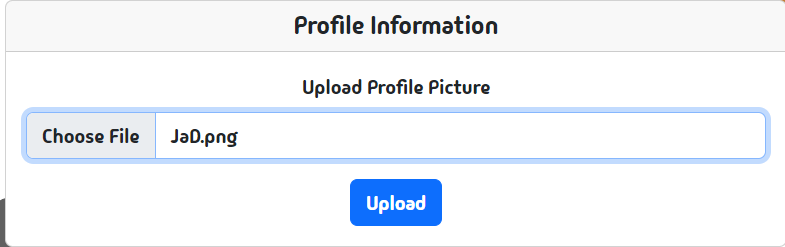 Profile Information
Upload Profile Picture
Choose File JaD.png
Upload